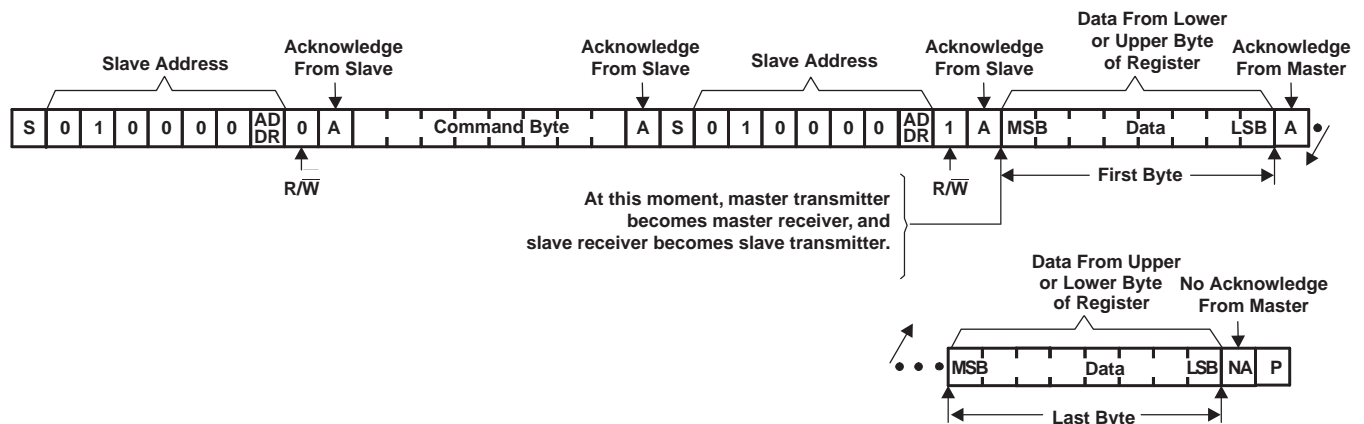 Slave Address
Acknowledge
From Slave
Acknowledge
From Slave
Slave Address
Acknowledge
From Slave
Data From Lower
or Upper Byte
of Register
Acknowledge
From Master
S 0 1 0 0 0 0 AD DR 0 A Command Byte A S 0 1 0 0 0 0 AD DR 1 A MSB Data LSB A
R/W̅
R/W̅
First Byte
At this moment, master transmitter
becomes master receiver, and
slave receiver becomes slave transmitter.
Data From Upper
or Lower Byte
of Register
No Acknowledge
From Master
MSB Data LSB NA P
Last Byte